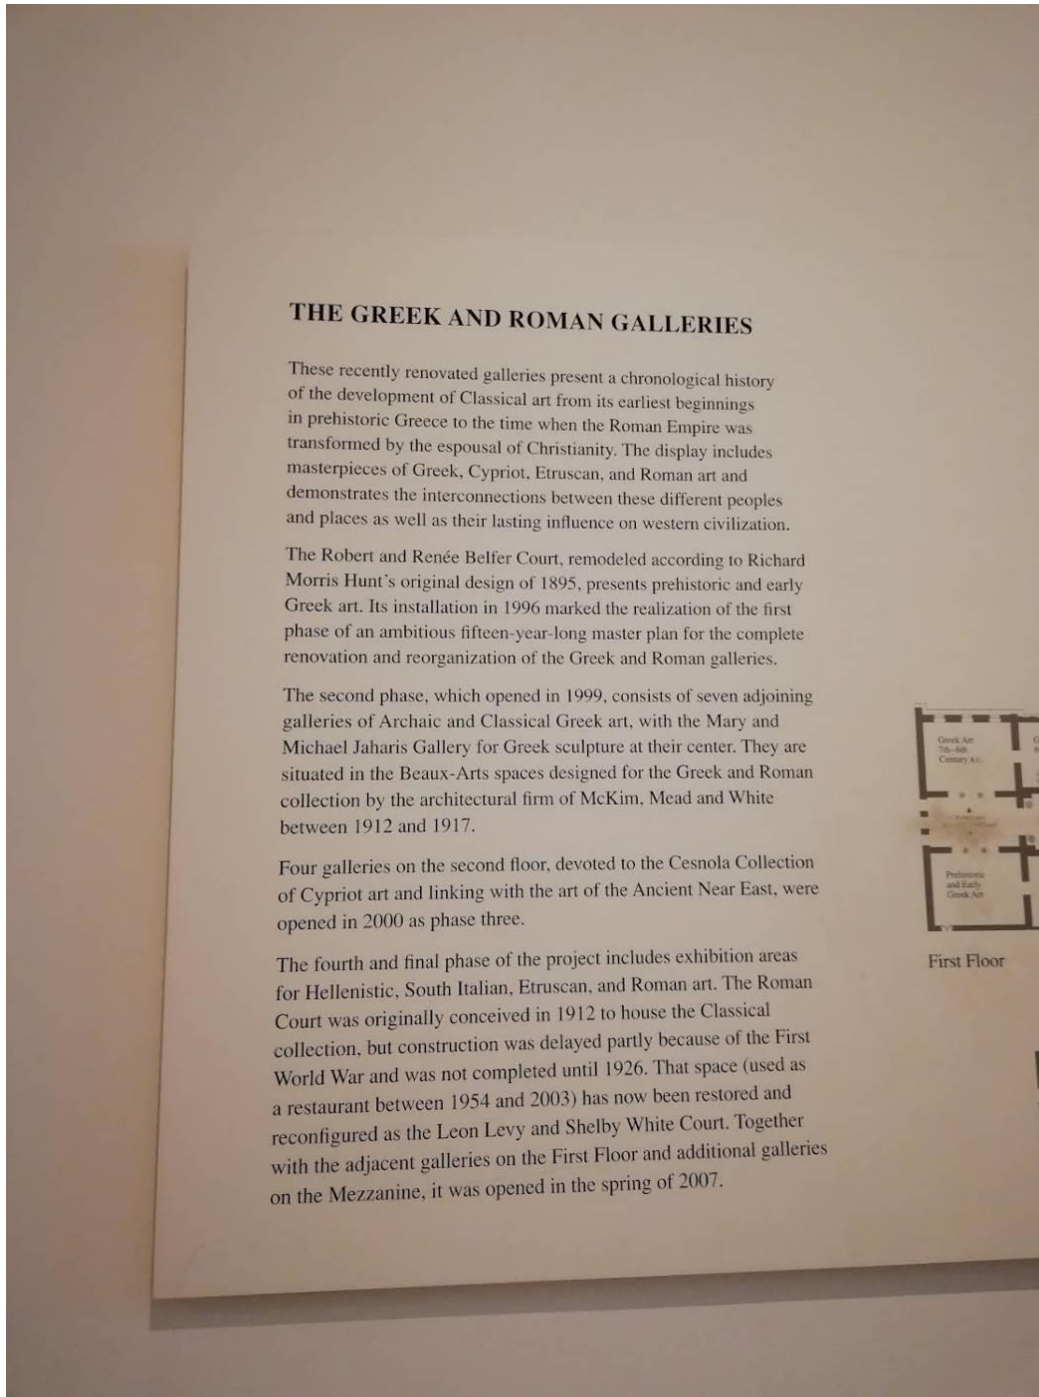 THE GREEK AND ROMAN GALLERIES
These recently renovated galleries present a chronological history
of the development of Classical art from its earliest beginnings
in prehistoric Greece to the time when the Roman Empire was
transformed by the espousal of Christianity. The display includes
masterpieces of Greek, Cypriot, Etruscan, and Roman art and
demonstrates the interconnections between these different peoples
and places as well as their lasting influence on western civilization.
The Robert and Renée Belfer Court, remodeled according to Richard
Morris Hunt's original design of 1895, presents prehistoric and early
Greek art. Its installation in 1996 marked the realization of the first
phase of an ambitious fifteen-year-long master plan for the complete
renovation and reorganization of the Greek and Roman galleries.
The second phase, which opened in 1999, consists of seven adjoining
galleries of Archaic and Classical Greek art, with the Mary and
Michael Jaharis Gallery for Greek sculpture at their center. They are
situated in the Beaux-Arts spaces designed for the Greek and Roman
collection by the architectural firm of McKim, Mead and White
between 1912 and 1917.
Four galleries on the second floor, devoted to the Cesnola Collection
of Cypriot art and linking with the art of the Ancient Near East, were
opened in 2000 as phase three.
The fourth and final phase of the project includes exhibition areas
for Hellenistic, South Italian, Etruscan, and Roman art. The Roman
Court was originally conceived in 1912 to house the Classical
collection, but construction was delayed partly because of the First
World War and was not completed until 1926. That space (used as
a restaurant between 1954 and 2003) has now been restored and
reconfigured as the Leon Levy and Shelby White Court. Together
with the adjacent galleries on the First Floor and additional galleries
on the Mezzanine, it was opened in the spring of 2007.
Greek Art
7th–6th
Century B.C.
Prehistoric
and Early
Greek Art
First Floor